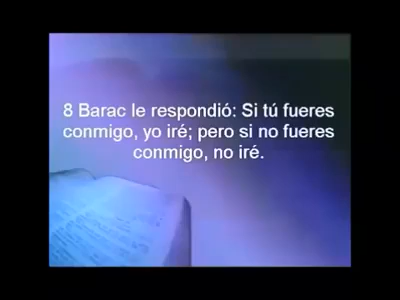 8 Barac le respondió: Si tú fueres
conmigo, yo iré; pero si no fueres
conmigo, no iré.